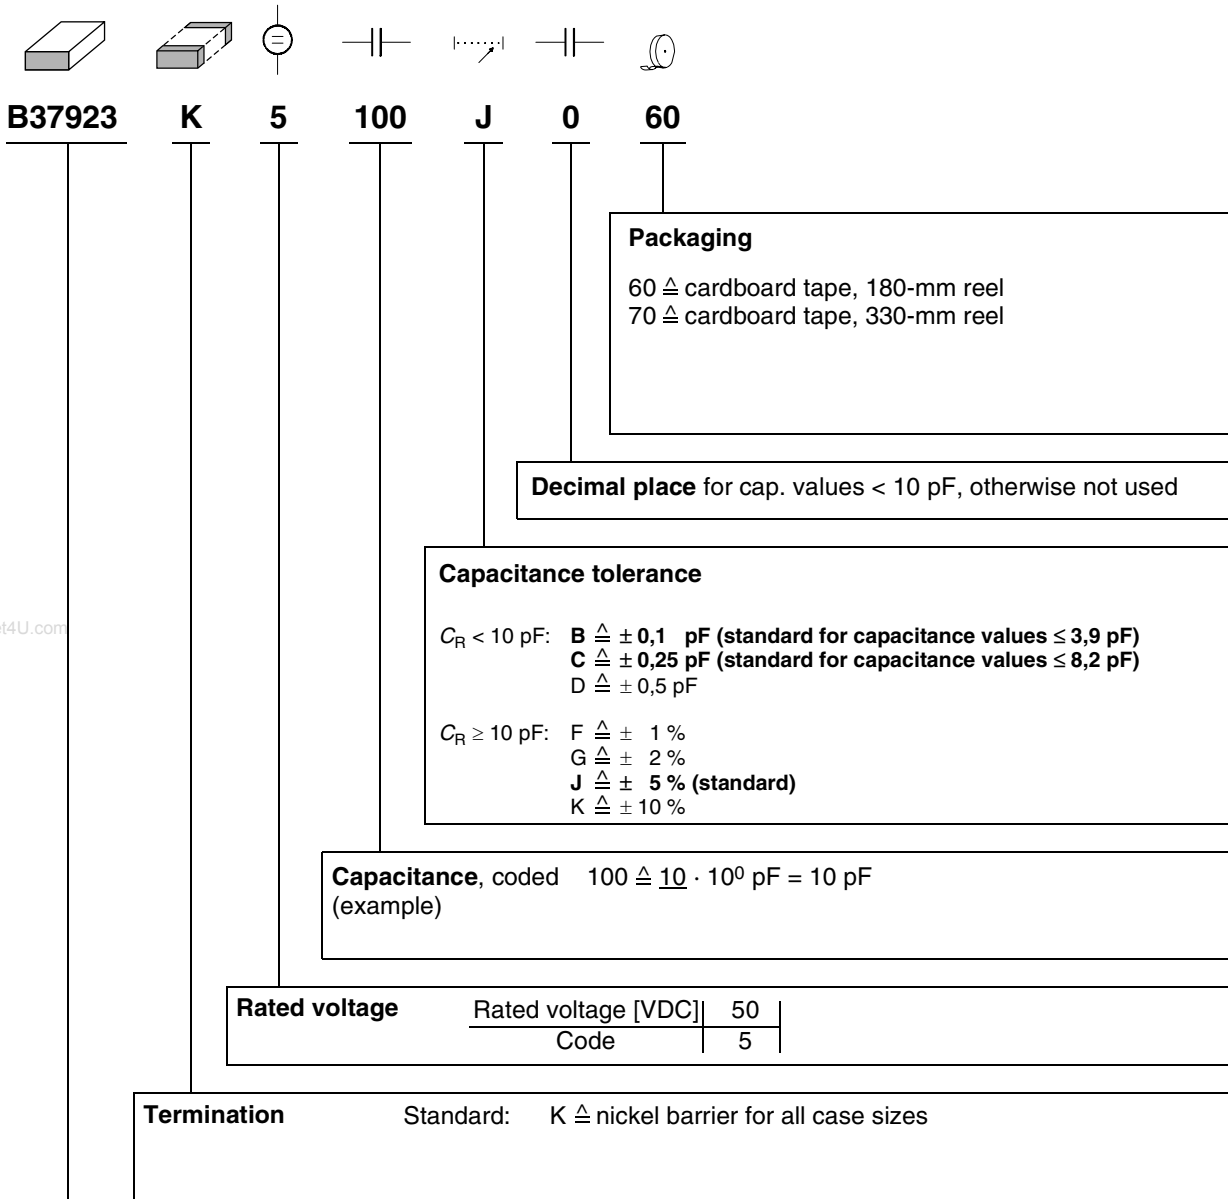 B37923 K 5 100 J 0 60
Packaging
60 ≙ cardboard tape, 180-mm reel
70 ≙ cardboard tape, 330-mm reel
Decimal place for cap. values < 10 pF, otherwise not used
Capacitance tolerance
et4U.com
C_R < 10 pF: B ≙ ± 0,1 pF (standard for capacitance values ≤ 3,9 pF)
C ≙ ± 0,25 pF (standard for capacitance values ≤ 8,2 pF)
D ≙ ± 0,5 pF
C_R ≥ 10 pF: F ≙ ± 1 %
G ≙ ± 2 %
J ≙ ± 5 % (standard)
K ≙ ± 10 %
Capacitance, coded 100 ≙ 10 · 10⁰ pF = 10 pF
(example)
Rated voltage Rated voltage [VDC] 50
Code 5
Termination Standard: K ≙ nickel barrier for all case sizes